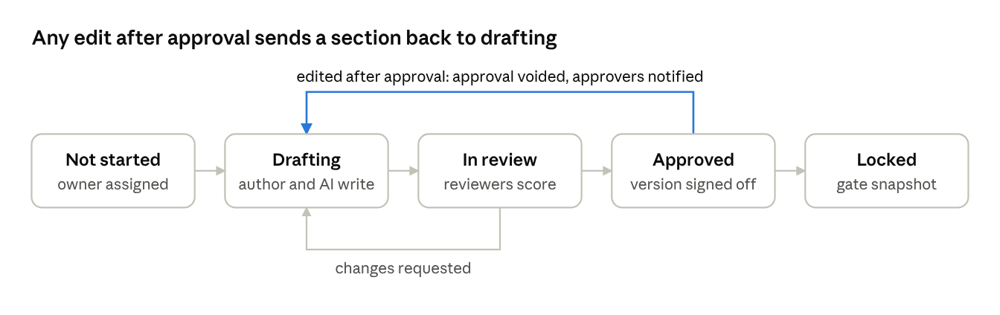 Any edit after approval sends a section back to drafting
edited after approval: approval voided, approvers notified
Not started
owner assigned
Drafting
author and AI write
In review
reviewers score
Approved
version signed off
Locked
gate snapshot
changes requested